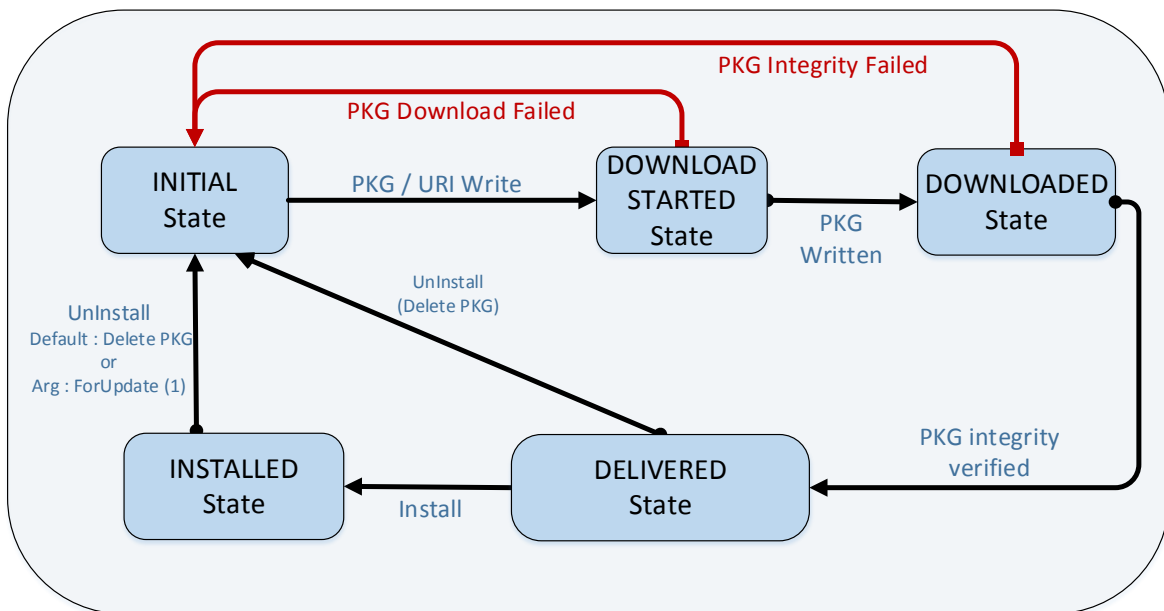 PKG Integrity Failed
PKG Download Failed
INITIAL
State
PKG / URI Write
DOWNLOAD
STARTED
State
PKG
Written
DOWNLOADED
State
UnInstall
(Delete PKG)
UnInstall
Default : Delete PKG
or
Arg : ForUpdate (1)
PKG integrity
verified
INSTALLED
State
Install
DELIVERED
State